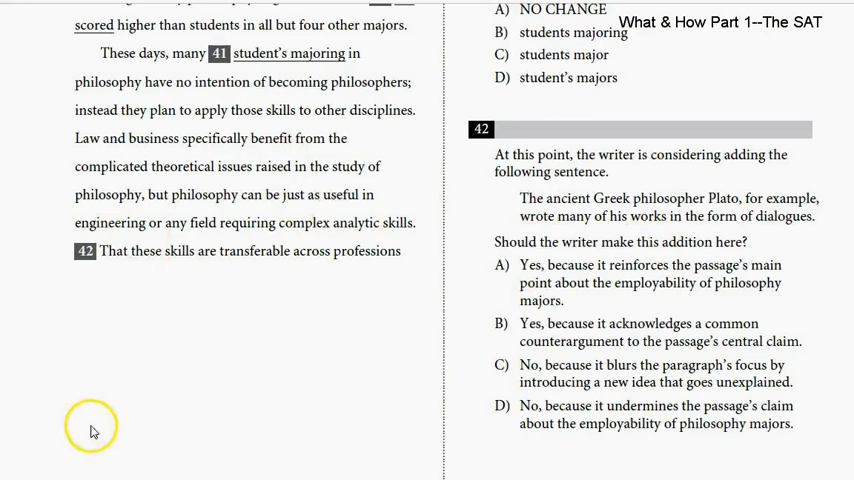 scored higher than students in all but four other majors.
These days, many 41 student's majoring in
philosophy have no intention of becoming philosophers;
instead they plan to apply those skills to other disciplines.
Law and business specifically benefit from the
complicated theoretical issues raised in the study of
philosophy, but philosophy can be just as useful in
engineering or any field requiring complex analytic skills.
42 That these skills are transferable across professions
What & How Part 1--The SAT
A) NO CHANGE
B) students majoring
C) students major
D) student's majors
42
At this point, the writer is considering adding the
following sentence.
The ancient Greek philosopher Plato, for example,
wrote many of his works in the form of dialogues.
Should the writer make this addition here?
A) Yes, because it reinforces the passage's main
point about the employability of philosophy
majors.
B) Yes, because it acknowledges a common
counterargument to the passage's central claim.
C) No, because it blurs the paragraph's focus by
introducing a new idea that goes unexplained.
D) No, because it undermines the passage's claim
about the employability of philosophy majors.